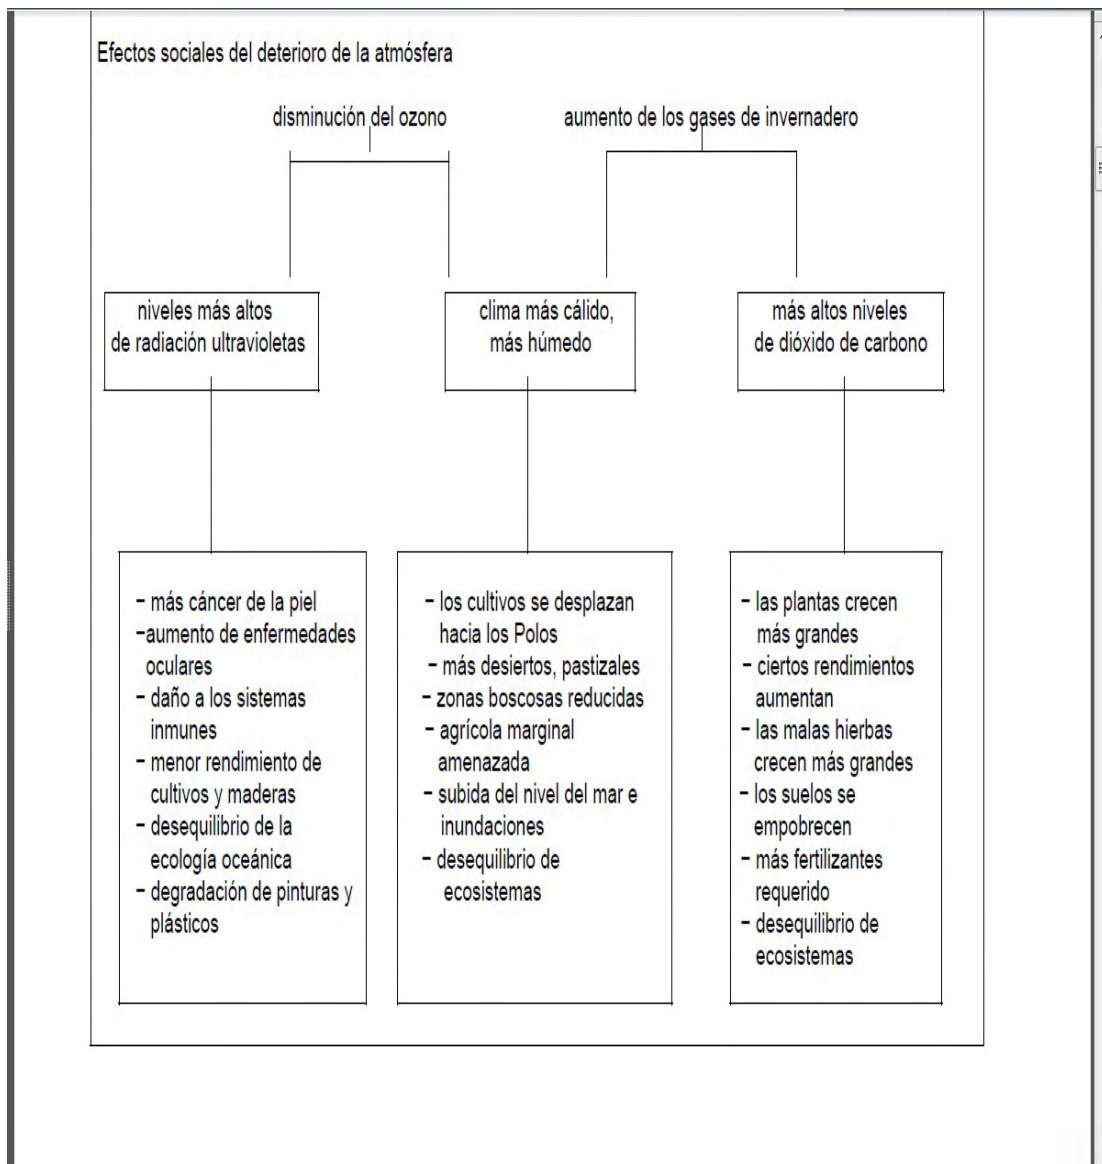 Efectos sociales del deterioro de la atmósfera
disminución del ozono
aumento de los gases de invernadero
niveles más altos
de radiación ultravioletas
clima más cálido,
más húmedo
más altos niveles
de dióxido de carbono
- más cáncer de la piel
-aumento de enfermedades
oculares
- daño a los sistemas
inmunes
- menor rendimiento de
cultivos y maderas
- desequilibrio de la
ecología oceánica
- degradación de pinturas y
plásticos
- los cultivos se desplazan
hacia los Polos
- más desiertos, pastizales
- zonas boscosas reducidas
- agrícola marginal
amenazada
- subida del nivel del mar e
inundaciones
- desequilibrio de
ecosistemas
- las plantas crecen
más grandes
- ciertos rendimientos
aumentan
- las malas hierbas
crecen más grandes
- los suelos se
empobrecen
- más fertilizantes
requerido
- desequilibrio de
ecosistemas